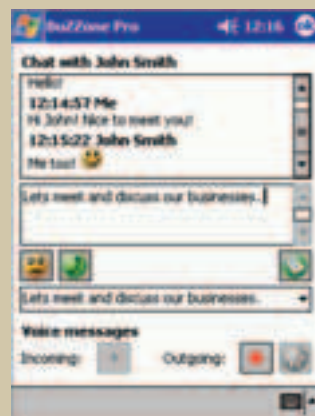 BuZZone Pro 12:16
Chat with John Smith
Hello!
12:14:57 Me
Hi John! Nice to meet you!
12:15:22 John Smith
Me too!
Lets meet and discuss our businesses.
Lets meet and discuss our businesses.
Voice messages
Incoming: Outgoing: